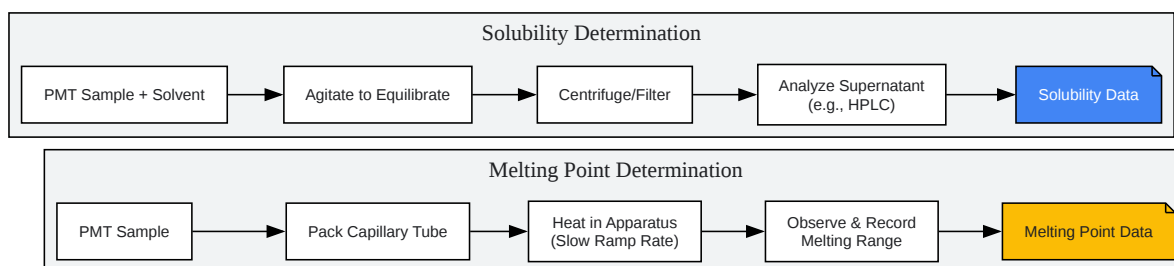 Solubility Determination
PMT Sample + Solvent
Agitate to Equilibrate
Centrifuge/Filter
Analyze Supernatant
(e.g., HPLC)
Solubility Data
Melting Point Determination
PMT Sample
Pack Capillary Tube
Heat in Apparatus
(Slow Ramp Rate)
Observe & Record
Melting Range
Melting Point Data